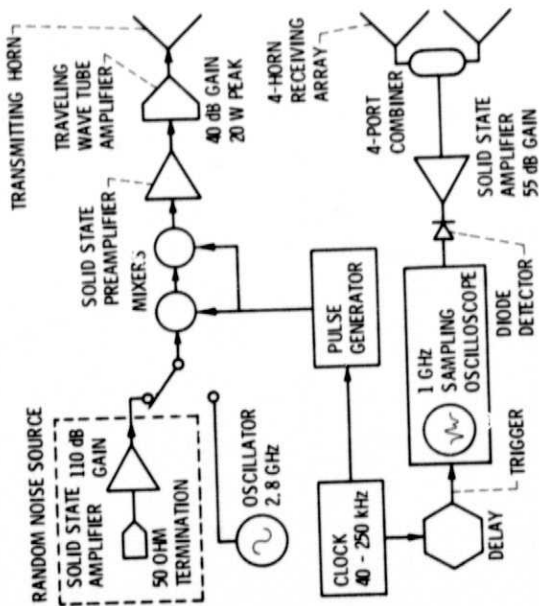 RANDOM NOISE SOURCE
SOLID STATE 110 dB
AMPLIFIER GAIN
50 OHM
TERMINATION
OSCILLATOR
2.8 GHz
MIXERS
SOLID STATE
PREAMPLIFIER
TRAVELING
WAVE TUBE
AMPLIFIER
40 dB GAIN
20 W PEAK
TRANSMITTING HORN
CLOCK
40 - 250 kHz
PULSE
GENERATOR
DELAY
TRIGGER
1 GHz
SAMPLING
OSCILLOSCOPE
DIODE
DETECTOR
SOLID STATE
AMPLIFIER
55 dB GAIN
4-PORT
COMBINER
4-HORN
RECEIVING
ARRAY